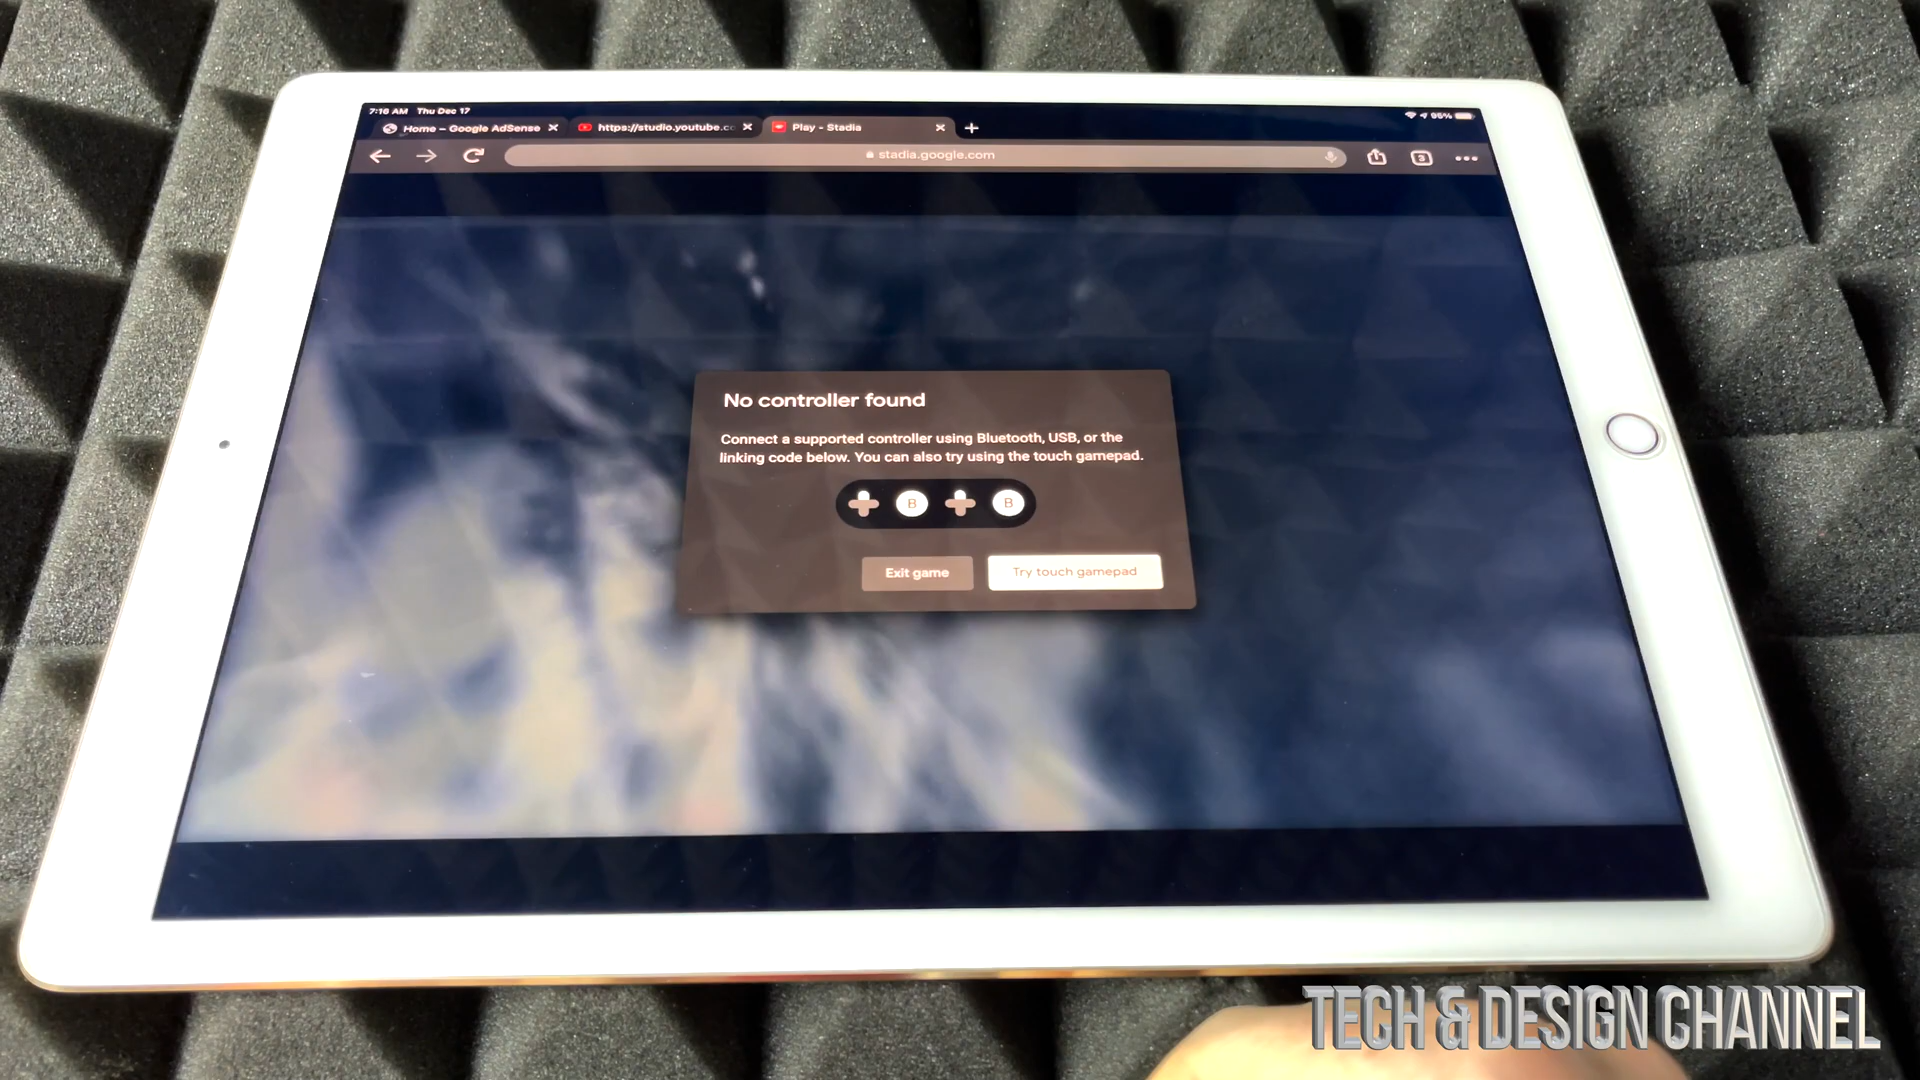 7:16 AM Thu Dec 17
95%
Home – Google AdSense
https://studio.youtube.co
Play - Stadia
stadia.google.com
3
No controller found
Connect a supported controller using Bluetooth, USB, or the
linking code below. You can also try using the touch gamepad.
B B
Exit game
Try touch gamepad
TECH & DESIGN CHANNEL